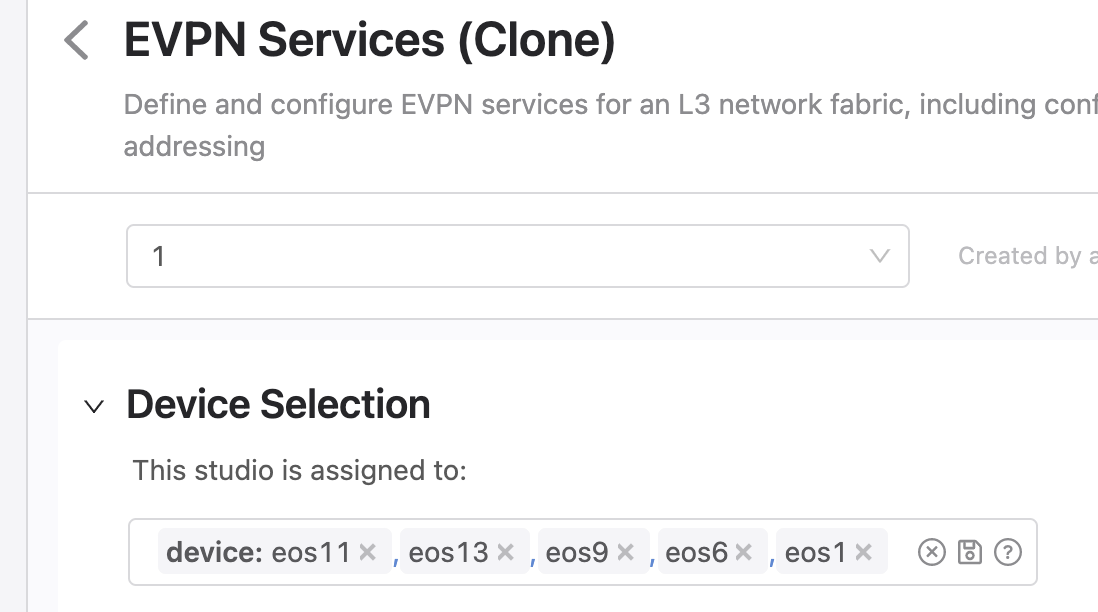 EVPN Services (Clone)
Define and configure EVPN services for an L3 network fabric, including
addressing
1
Created by
Device Selection
This studio is assigned to:
device: eos11 × , eos13 × , eos9 × , eos6 × , eos1 ×